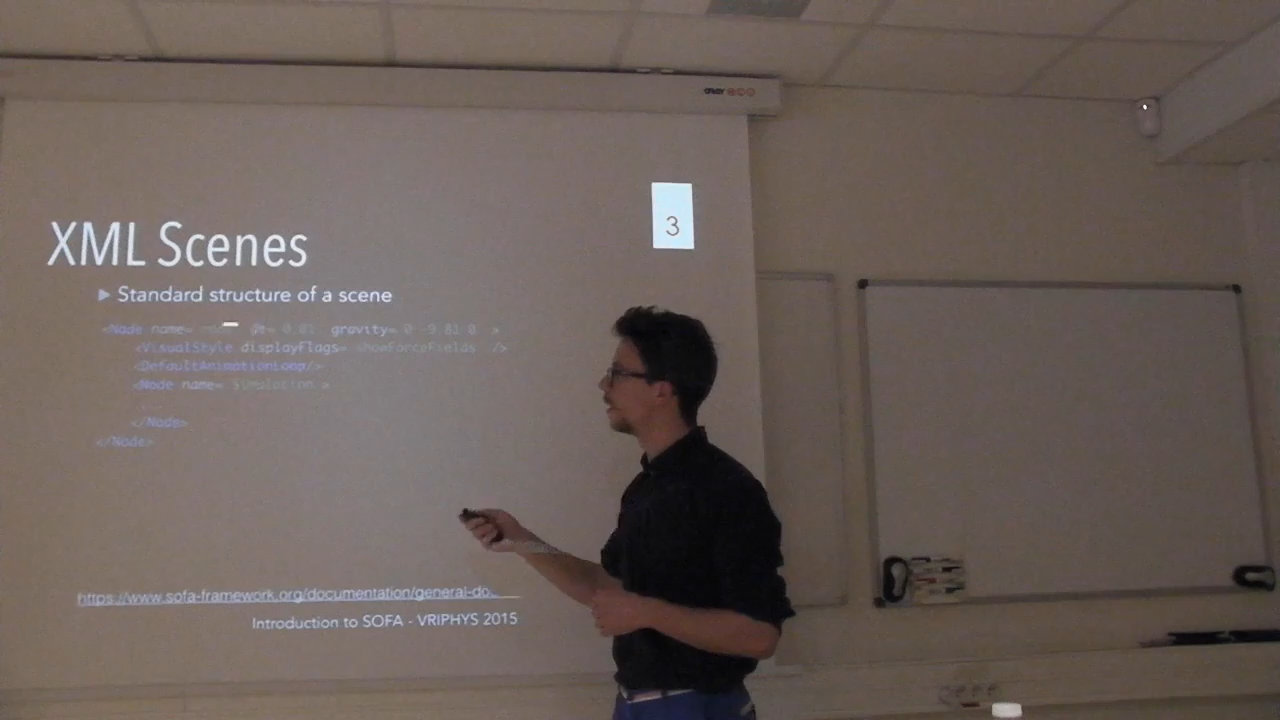 3
XML Scenes
Standard structure of a scene
<Node name= dt= 0.01 gravity= 0 -9.81 0 >
<VisualStyle displayFlags= showForceFields />
<DefaultAnimationLoop/>
<Node name= Simulation >
</Node>
</Node>
https://www.sofa-framework.org/documentation/general-do
Introduction to SOFA - VRIPHYS 2015